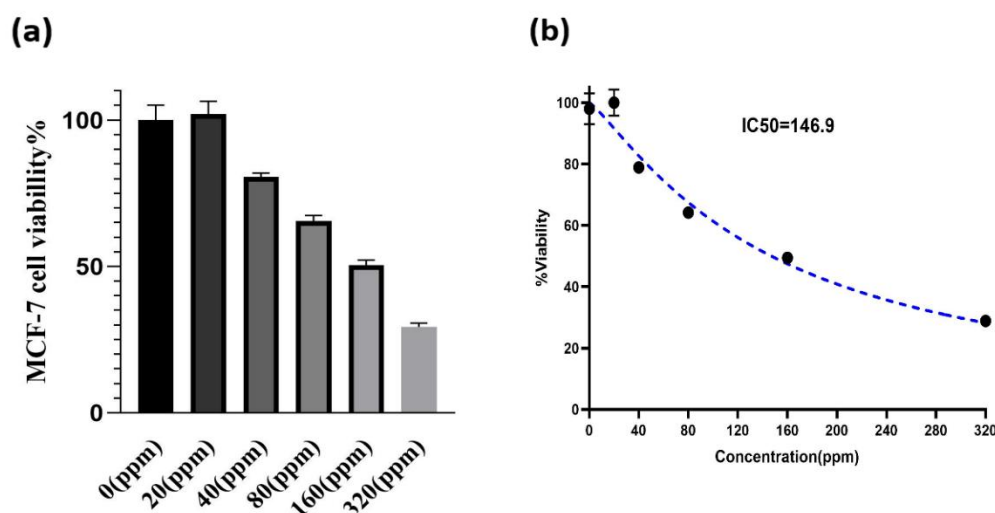 (a)
MCF-7 cell viabillity%
100
50
0
0(ppm)
20(ppm)
40(ppm)
80(ppm)
160(ppm)
320(ppm)
(b)
IC50=146.9
%Viability
100
80
60
40
20
0
0 40 80 120 160 200 240 280 320
Concentration(ppm)